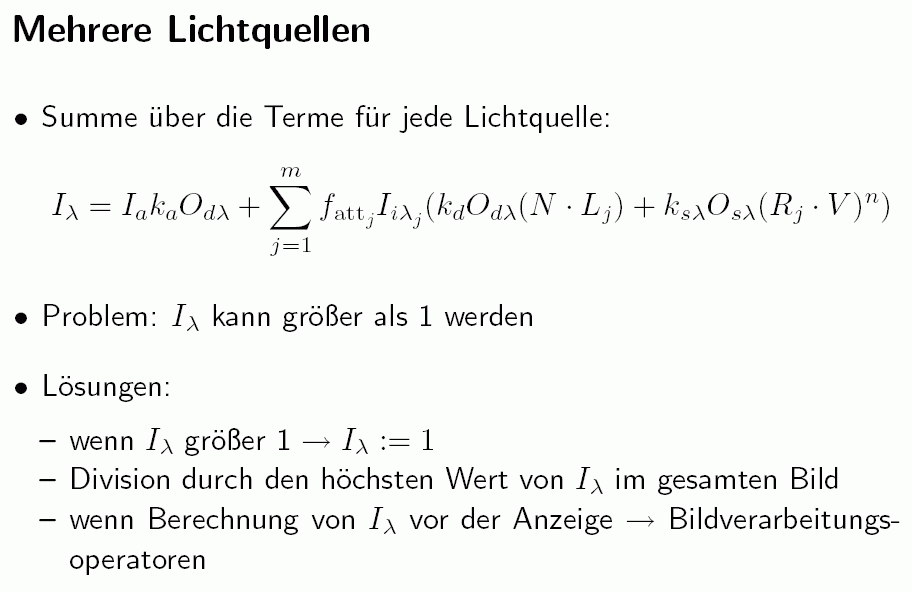 Mehrere Lichtquellen
• Summe über die Terme für jede Lichtquelle:
$I_\lambda = I_a k_a O_{d\lambda} + \sum_{j=1}^{m} f_{\text{att}_j} I_{i\lambda_j} (k_d O_{d\lambda} (N \cdot L_j) + k_{s\lambda} O_{s\lambda} (R_j \cdot V)^n)$
• Problem: $I_\lambda$ kann größer als 1 werden
• Lösungen:
– wenn $I_\lambda$ größer 1 → $I_\lambda := 1$
– Division durch den höchsten Wert von $I_\lambda$ im gesamten Bild
– wenn Berechnung von $I_\lambda$ vor der Anzeige → Bildverarbeitungs-
operatoren